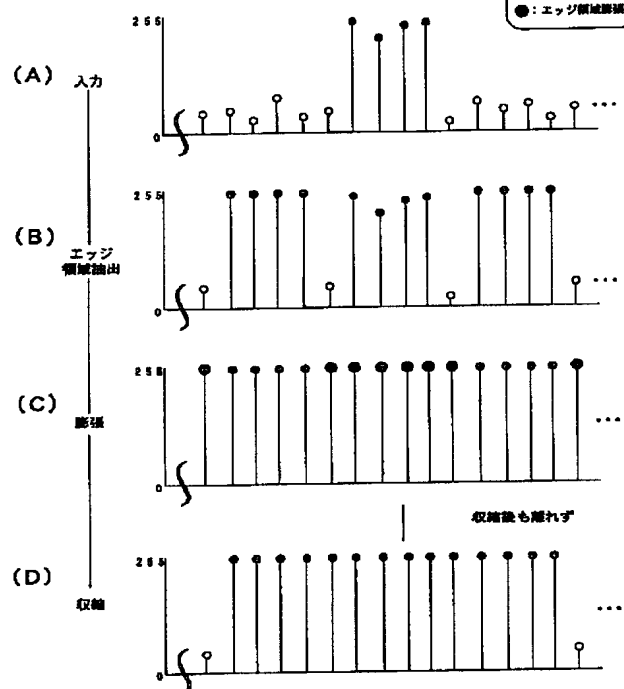 ●:エッジ領域膨張
255
(A)
入力
0
...
255
(B)
エッジ
領域抽出
0
...
255
(C)
膨張
0
...
収縮後も離れず
255
(D)
収縮
0
...